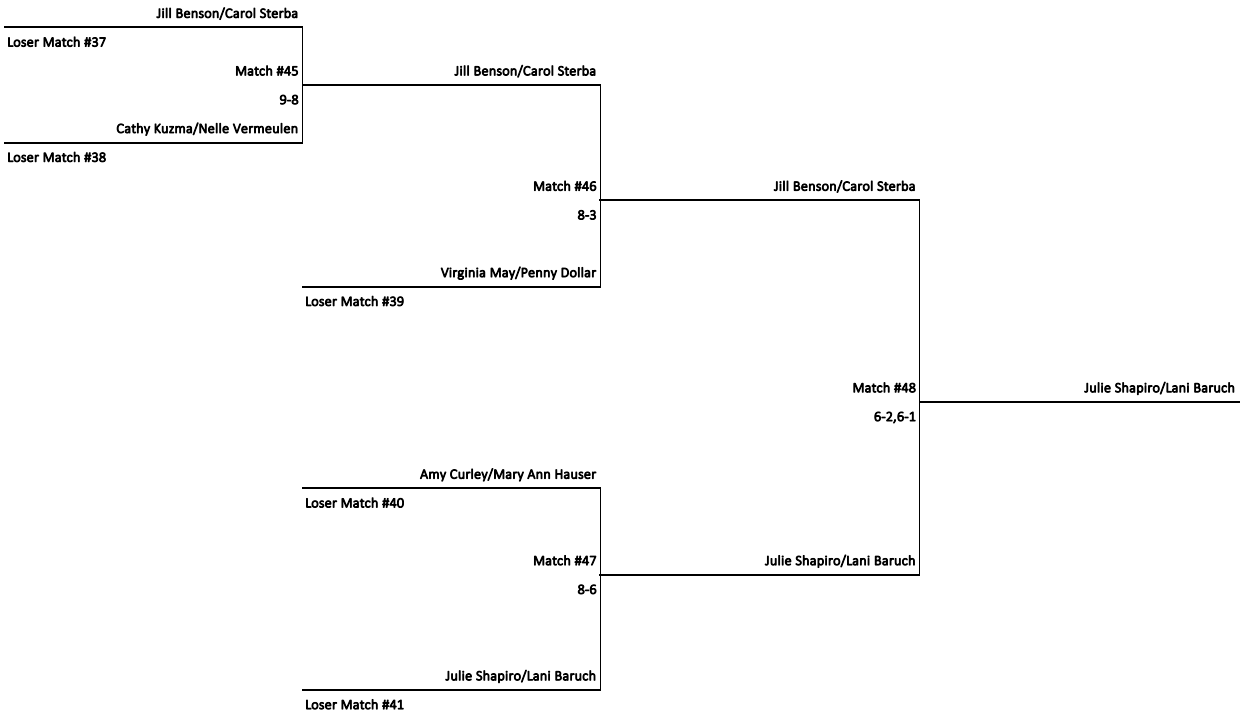 Jill Benson/Carol Sterba
Loser Match #37
Match #45
Jill Benson/Carol Sterba
9-8
Cathy Kuzma/Nelle Vermeulen
Loser Match #38
Match #46
Jill Benson/Carol Sterba
8-3
Virginia May/Penny Dollar
Loser Match #39
Match #48
Julie Shapiro/Lani Baruch
6-2,6-1
Amy Curley/Mary Ann Hauser
Loser Match #40
Match #47
Julie Shapiro/Lani Baruch
8-6
Julie Shapiro/Lani Baruch
Loser Match #41